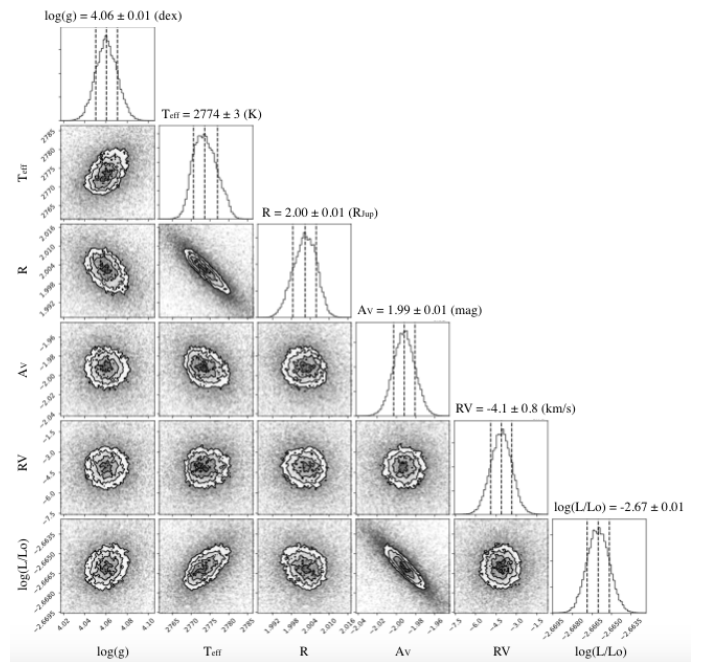 log(g) = 4.06 ± 0.01 (dex)
Teff = 2774 ± 3 (K)
2785
2780
2775
2770
2765
Teff
R = 2.00 ± 0.01 (RJup)
2.016
2.010
2.004
1.998
1.992
R
Av = 1.99 ± 0.01 (mag)
−1.96
−1.98
−2.00
−2.02
−2.04
Av
RV = -4.1 ± 0.8 (km/s)
−1.5
−3.0
−4.5
−6.0
−7.5
RV
log(L/Lo) = -2.67 ± 0.01
−2.6635
−2.6650
−2.6665
−2.6680
−2.6695
log(L/Lo)
4.02 4.04 4.06 4.08 4.10 2765 2770 2775 2780 2785 1.992 1.998 2.004 2.010 2.016 −2.04 −2.02 −2.00 −1.98 −1.96 −7.5 −6.0 −4.5 −3.0 −1.5 −2.6695 −2.6680 −2.6665 −2.6650 −2.6635
log(g) Teff R Av RV log(L/Lo)